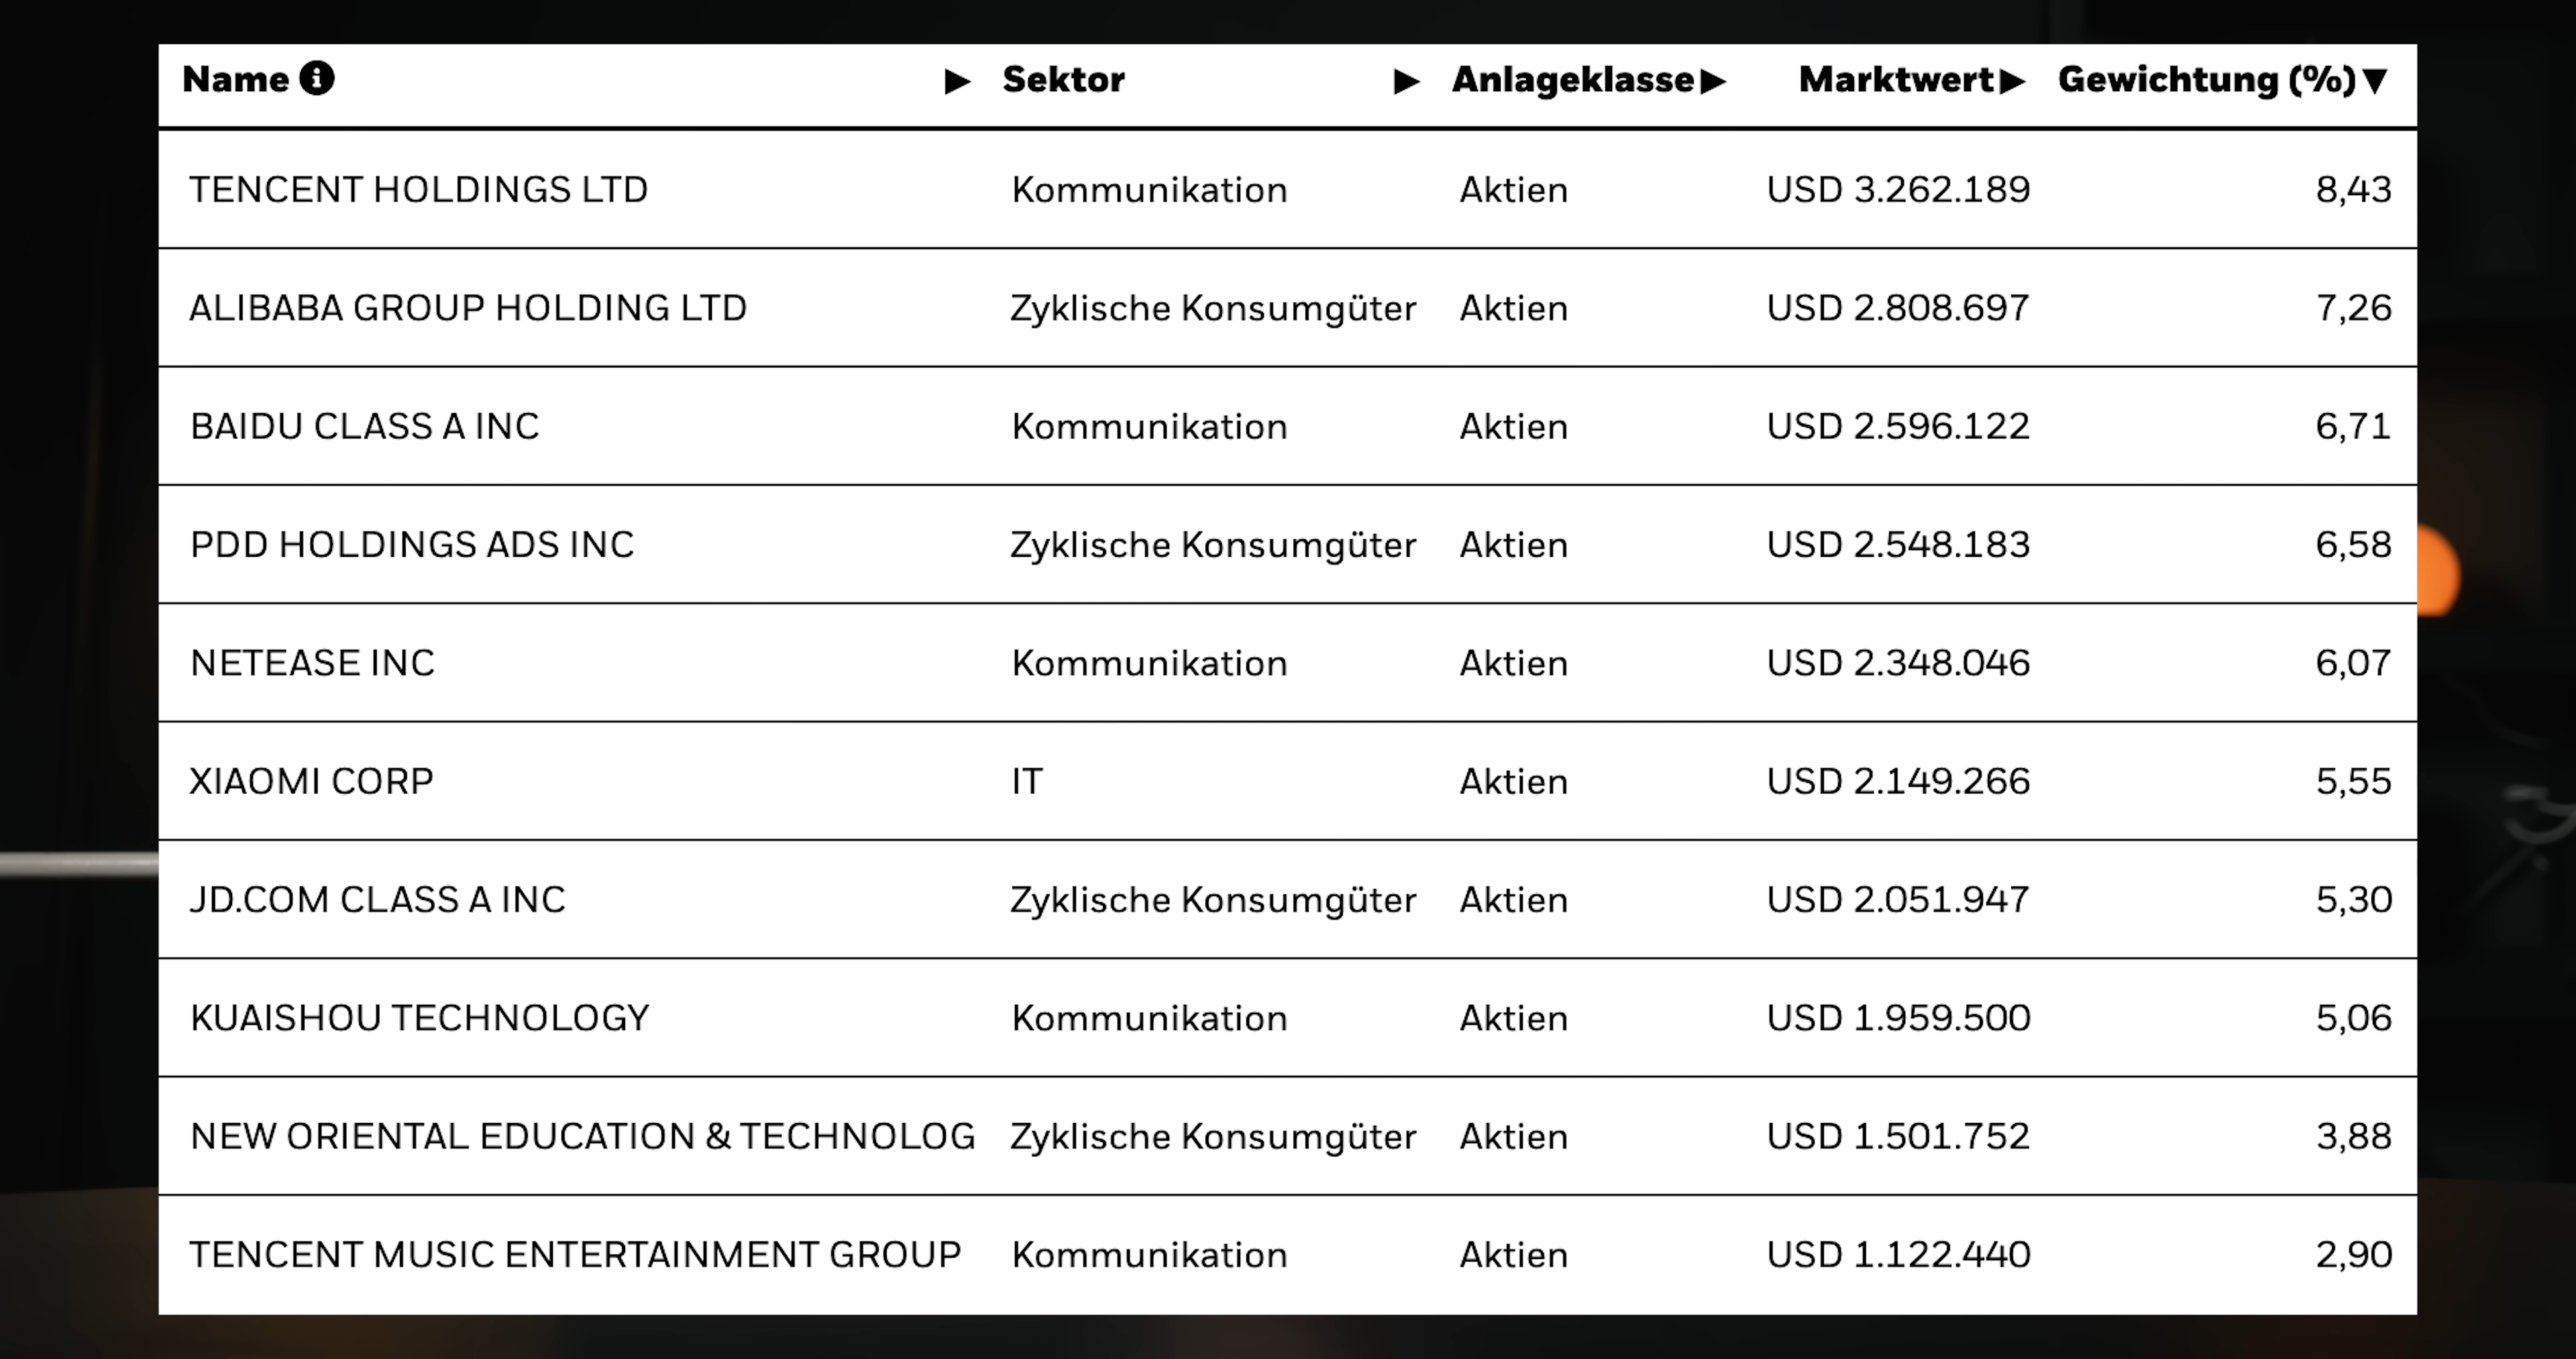 Name Sektor Anlageklasse Marktwert Gewichtung (%)
TENCENT HOLDINGS LTD Kommunikation Aktien USD 3.262.189 8,43
ALIBABA GROUP HOLDING LTD Zyklische Konsumgüter Aktien USD 2.808.697 7,26
BAIDU CLASS A INC Kommunikation Aktien USD 2.596.122 6,71
PDD HOLDINGS ADS INC Zyklische Konsumgüter Aktien USD 2.548.183 6,58
NETEASE INC Kommunikation Aktien USD 2.348.046 6,07
XIAOMI CORP IT Aktien USD 2.149.266 5,55
JD.COM CLASS A INC Zyklische Konsumgüter Aktien USD 2.051.947 5,30
KUAISHOU TECHNOLOGY Kommunikation Aktien USD 1.959.500 5,06
NEW ORIENTAL EDUCATION & TECHNOLOG Zyklische Konsumgüter Aktien USD 1.501.752 3,88
TENCENT MUSIC ENTERTAINMENT GROUP Kommunikation Aktien USD 1.122.440 2,90